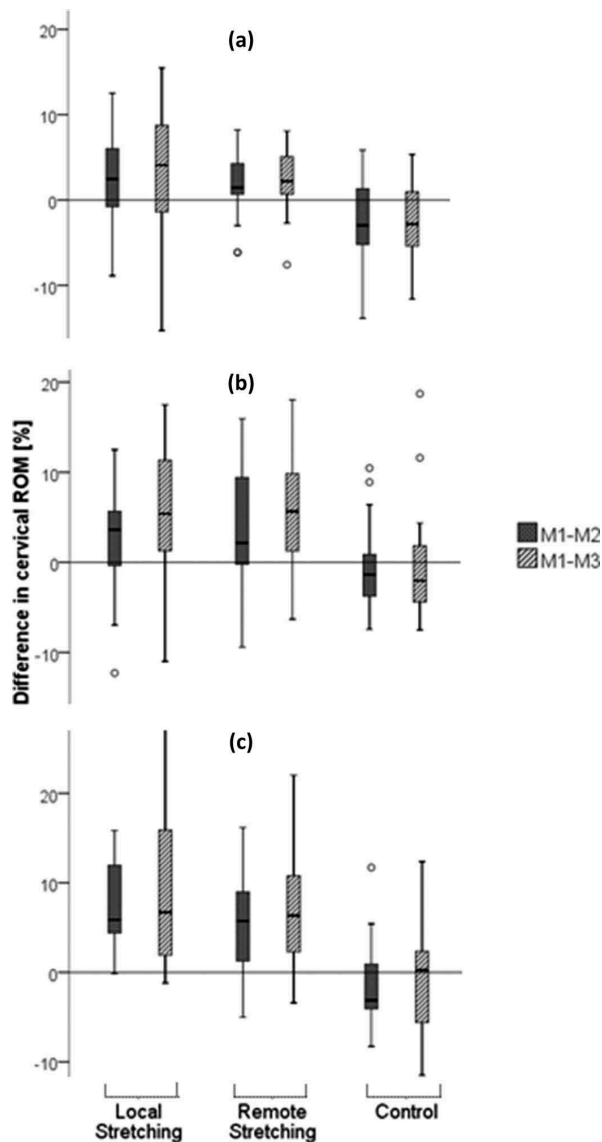 (a)
20
10
0
-10
(b)
20
10
0
-10
(c)
20
10
0
-10
Difference in cervical ROM [%]
M1-M2
M1-M3
Local Stretching
Remote Stretching
Control